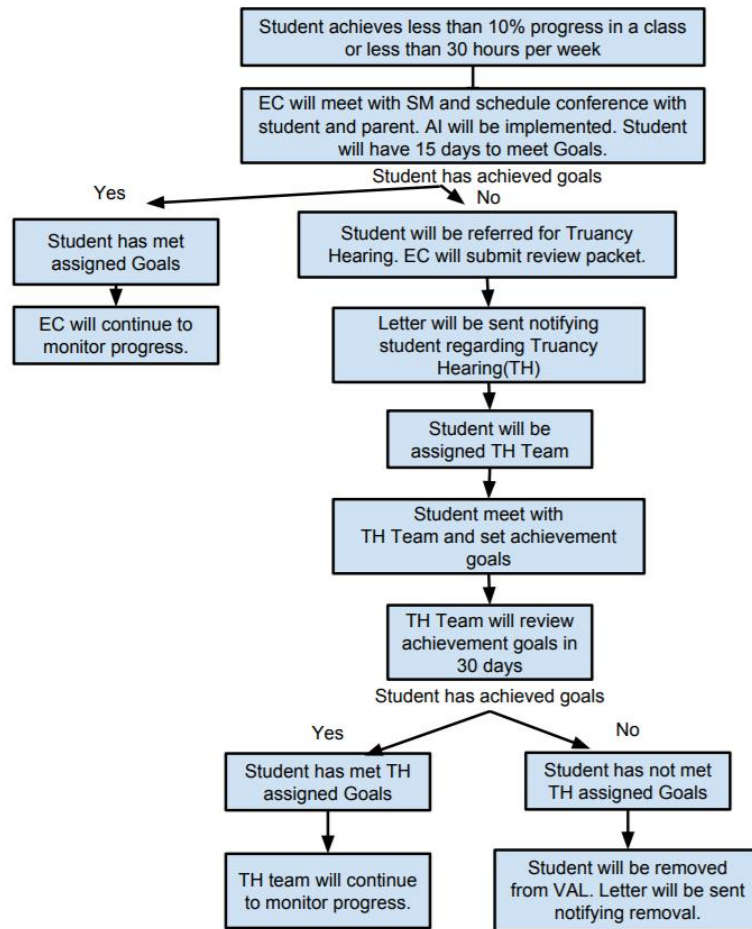 Student achieves less than 10% progress in a class
or less than 30 hours per week
EC will meet with SM and schedule conference with
student and parent. AI will be implemented. Student
will have 15 days to meet Goals.
Student has achieved goals
Yes
No
Student has met
assigned Goals
Student will be referred for Truancy
Hearing. EC will submit review packet.
EC will continue to
monitor progress.
Letter will be sent notifying
student regarding Truancy
Hearing(TH)
Student will be
assigned TH Team
Student meet with
TH Team and set achievement
goals
TH Team will review
achievement goals in
30 days
Student has achieved goals
Yes
No
Student has met TH
assigned Goals
Student has not met
TH assigned Goals
TH team will continue
to monitor progress.
Student will be removed
from VAL. Letter will be sent
notifying removal.